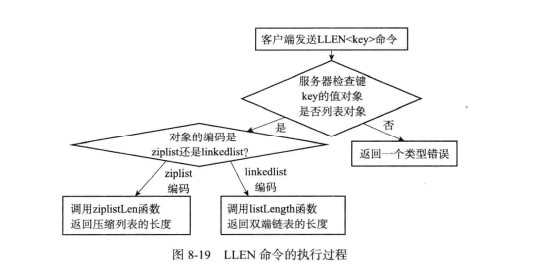 客户端发送LLEN<key>命令
服务器检查键
key的值对象
是否列表对象
是
否
对象的编码是
ziplist还是linkedlist?
返回一个类型错误
ziplist
编码
linkedlist
编码
调用ziplistLen函数
返回压缩列表的长度
调用listLength函数
返回双端链表的长度
图 8-19 LLEN 命令的执行过程